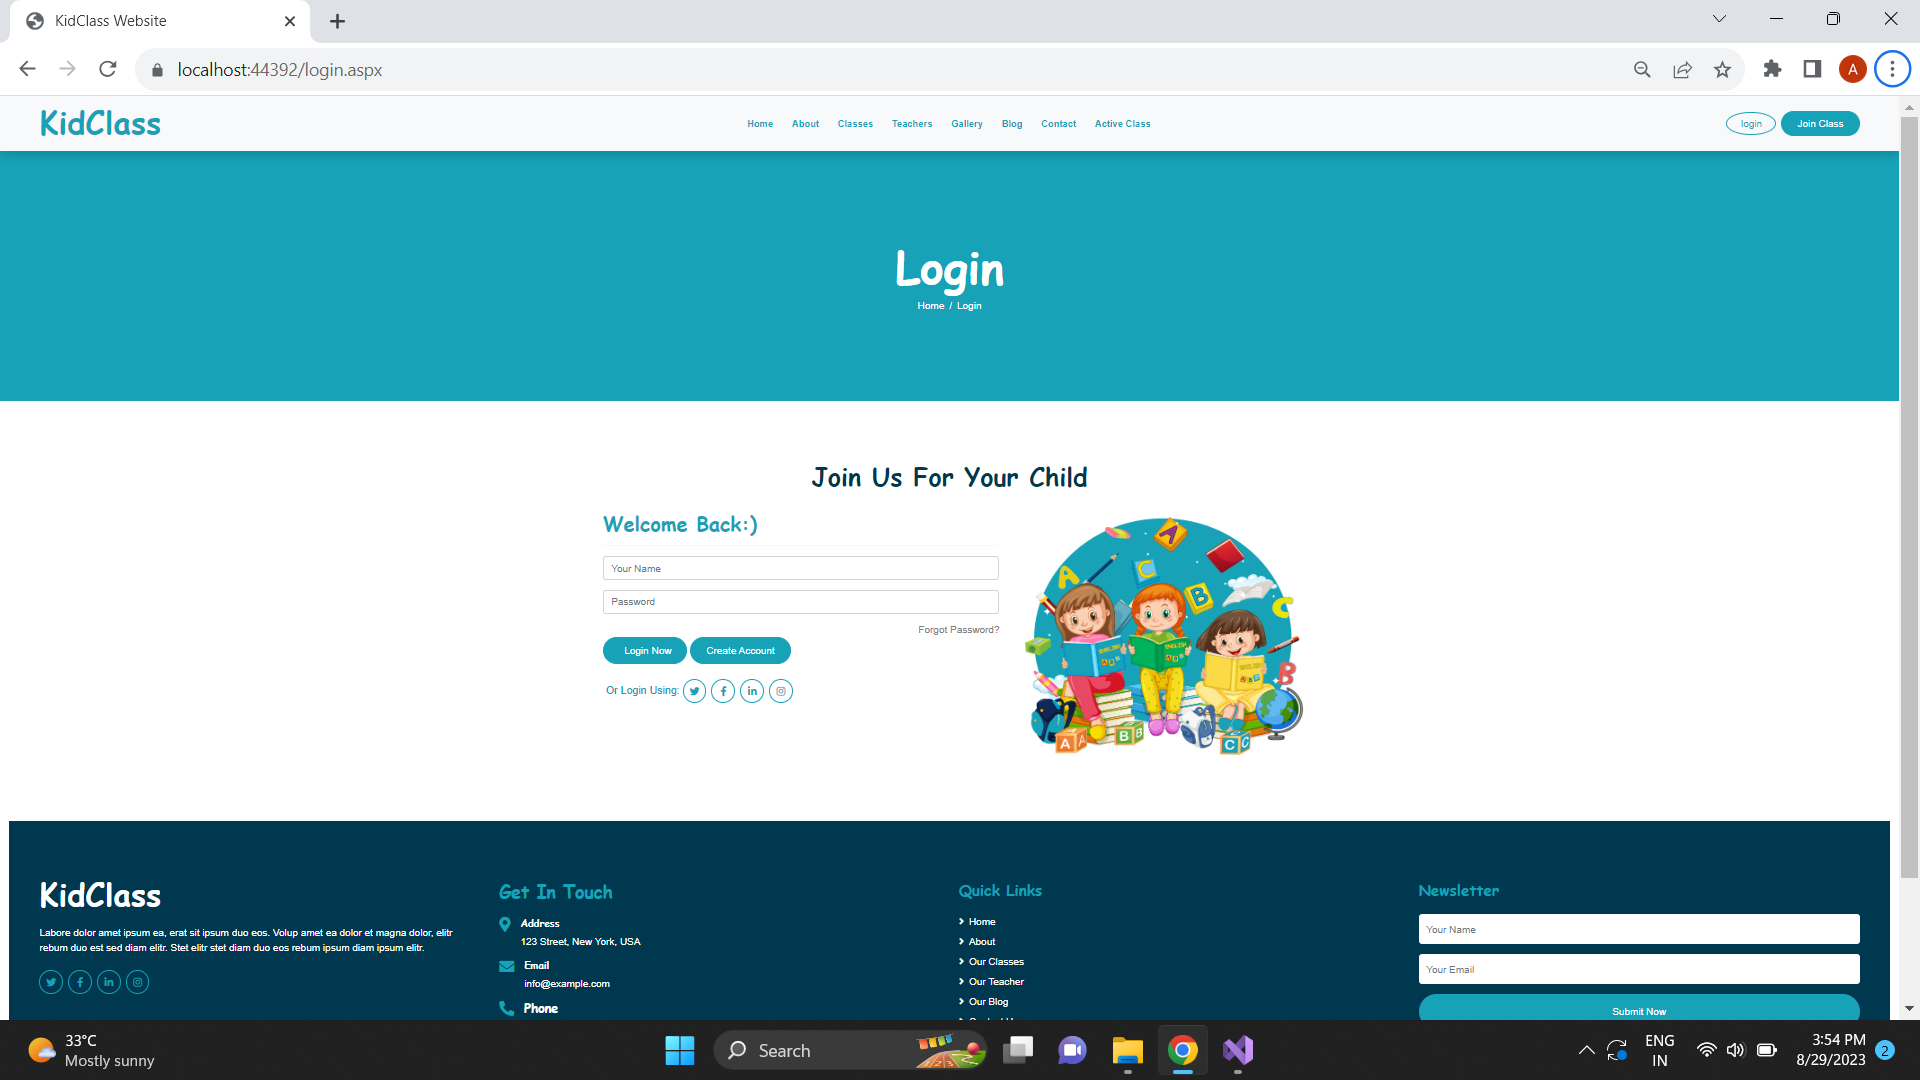 KidClass Website
localhost:44392/login.aspx
A
KidClass
Home About Classes Teachers Gallery Blog Contact Active Class
login Join Class
Login
Home / Login
Join Us For Your Child
Welcome Back:)
Your Name
Password
Forgot Password?
Login Now Create Account
Or Login Using:
A
A
C
B
C
ENGLISH
ENGLISH
B
A
A
B
B
C
C
KidClass
Labore dolor amet ipsum ea, erat sit ipsum duo eos. Volup amet ea dolor et magna dolor, elitr
rebum duo est sed diam elitr. Stet elitr stet diam duo eos rebum ipsum diam ipsum elitr.
Get In Touch
Address
123 Street, New York, USA
Email
info@example.com
Phone
Quick Links
Home
About
Our Classes
Our Teacher
Our Blog
Newsletter
Your Name
Your Email
Submit Now
33°C
Mostly sunny
Search
ENG
IN
3:54 PM
8/29/2023
2